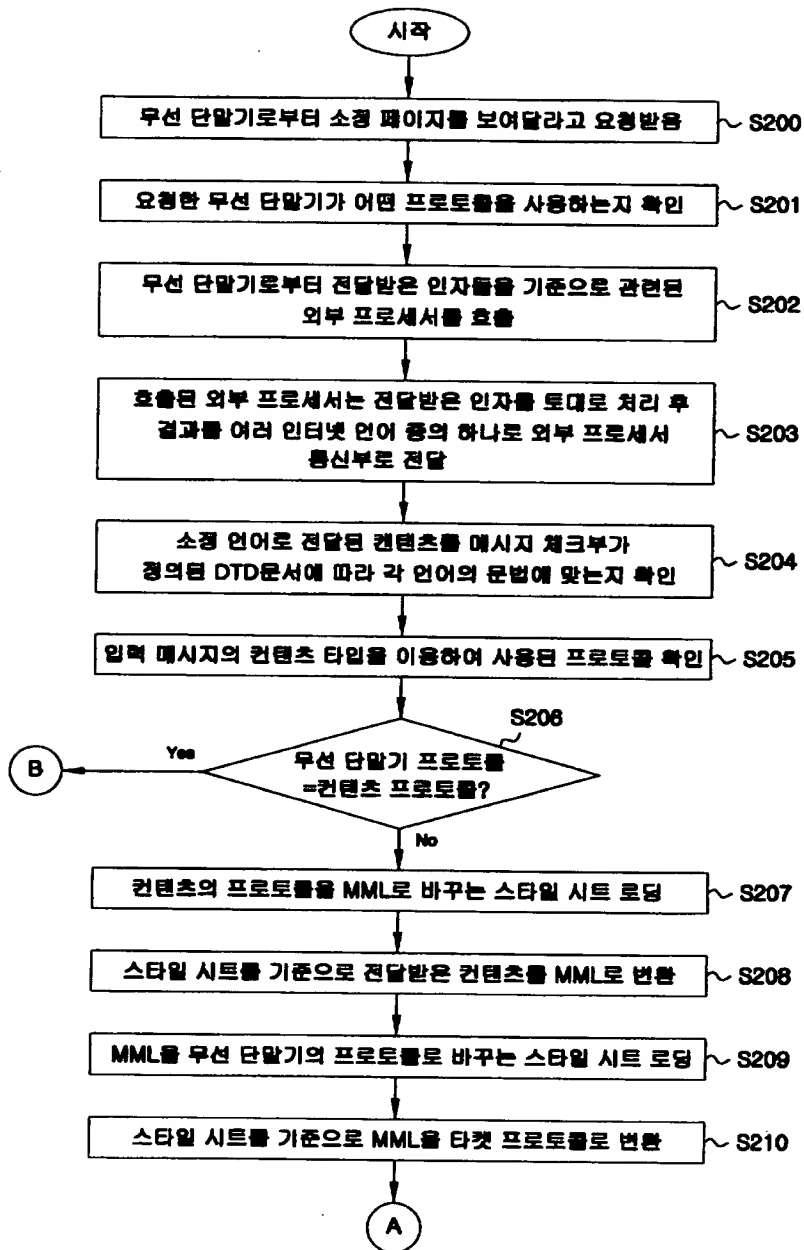 시작
무선 단말기로부터 소정 페이지를 보여달라고 요청받음
S200
요청한 무선 단말기가 어떤 프로토콜을 사용하는지 확인
S201
무선 단말기로부터 전달받은 인자들을 기준으로 관련된
외부 프로세서를 호출
S202
호출된 외부 프로세서는 전달받은 인자를 토대로 처리 후
결과를 여러 인터넷 언어 중의 하나로 외부 프로세서
통신부로 전달
S203
소정 언어로 전달된 컨텐츠를 메시지 체크부가
정의된 DTD문서에 따라 각 언어의 문법에 맞는지 확인
S204
입력 메시지의 컨텐츠 타입을 이용하여 사용된 프로토콜 확인
S205
S206
무선 단말기 프로토콜
=컨텐츠 프로토콜?
Yes
B
No
컨텐츠의 프로토콜을 MML로 바꾸는 스타일 시트 로딩
S207
스타일 시트를 기준으로 전달받은 컨텐츠를 MML로 변환
S208
MML을 무선 단말기의 프로토콜로 바꾸는 스타일 시트 로딩
S209
스타일 시트를 기준으로 MML을 타켓 프로토콜로 변환
S210
A